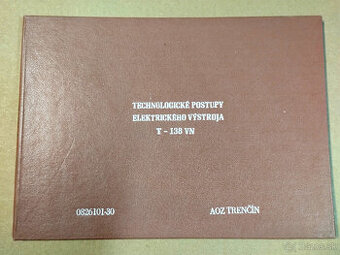 TECHNOLOGICKÉ POSTUPY
ELEKTRICKÉHO VÝSTROJA
T - 138 VN
0826101-30
AOZ TRENČÍN